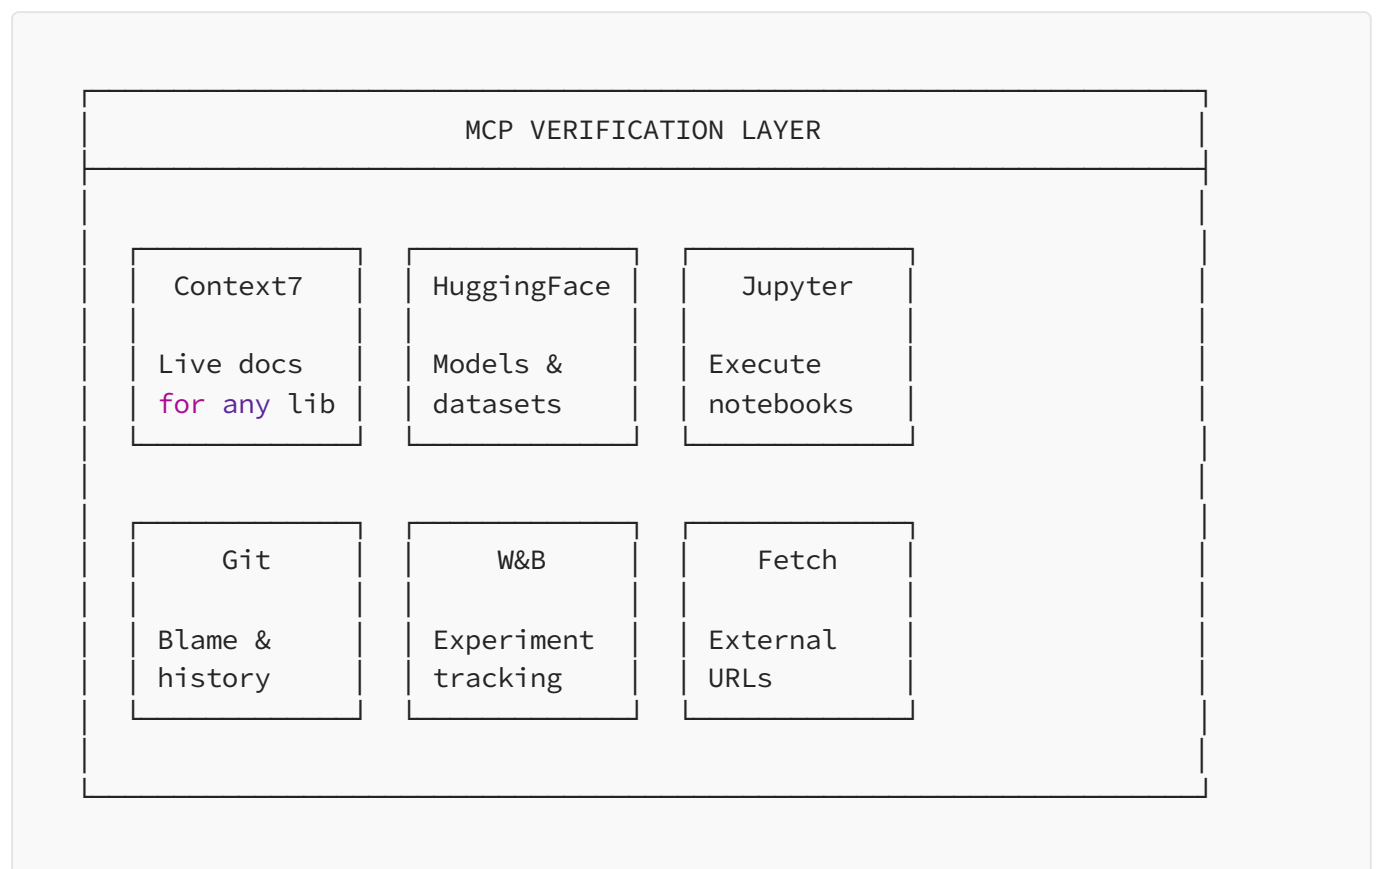 MCP VERIFICATION LAYER
Context7
HuggingFace
Jupyter
Live docs
Models &
Execute
for any lib
datasets
notebooks
Git
W&B
Fetch
Blame &
Experiment
External
history
tracking
URLs